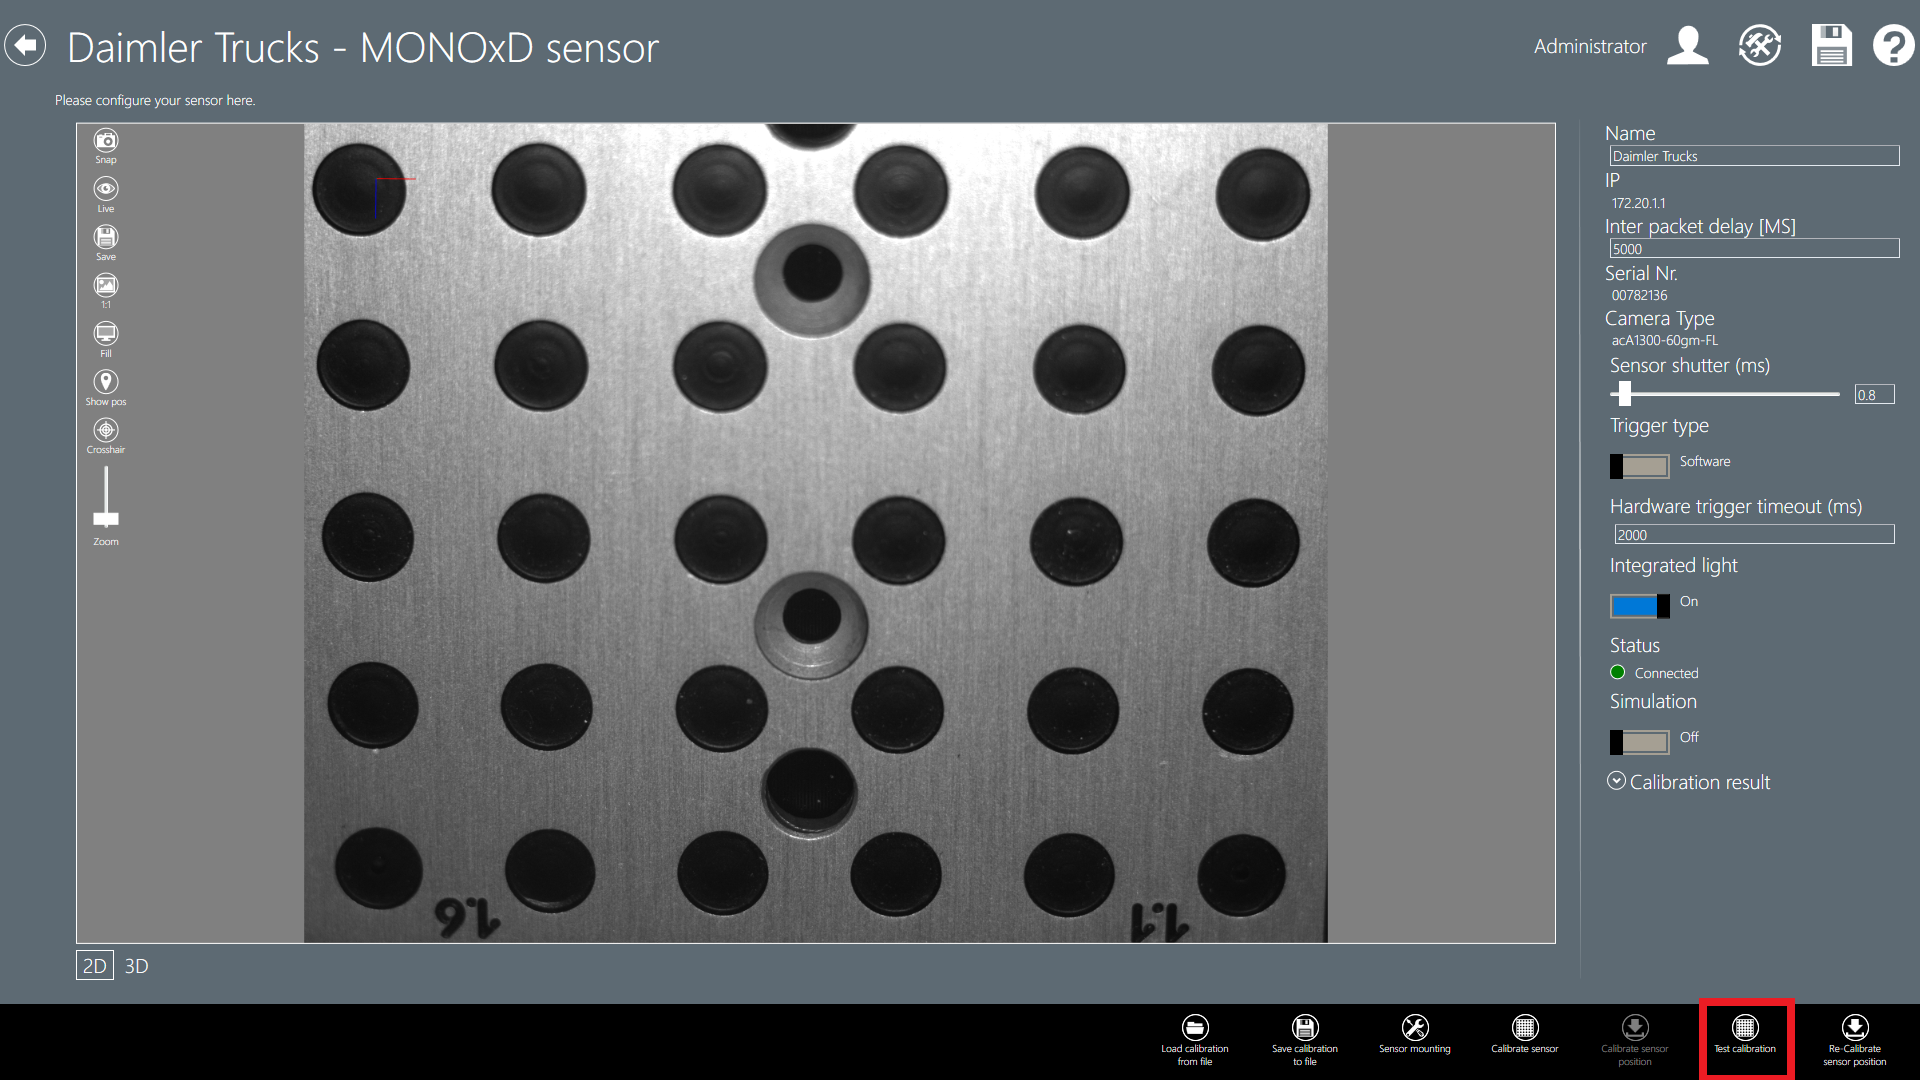 Daimler Trucks - MONOxD sensor
Administrator
Please configure your sensor here.
Snap
Live
Save
1:1
Fill
Show pos
Crosshair
Zoom
1.6
1.1
2D 3D
Name
Daimler Trucks
IP
172.20.1.1
Inter packet delay [MS]
5000
Serial Nr.
00782136
Camera Type
acA1300-60gm-FL
Sensor shutter (ms)
0.8
Trigger type
Software
Hardware trigger timeout (ms)
2000
Integrated light
On
Status
Connected
Simulation
Off
Calibration result
Load calibration
from file
Save calibration
to file
Sensor mounting
Calibrate sensor
Calibrate sensor
position
Test calibration
Re-Calibrate
sensor position